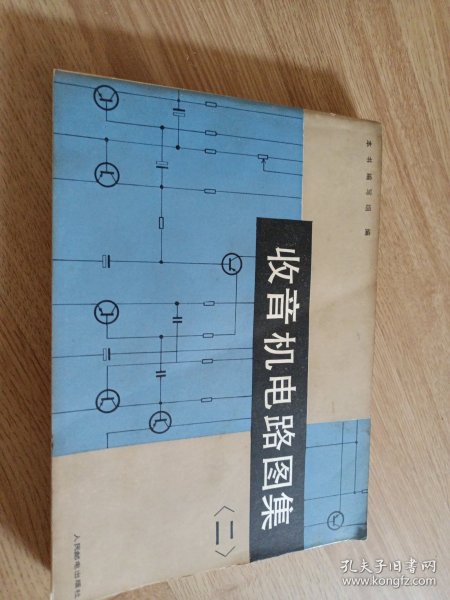 本书编写组 编
收音机电路图集
〈二〉
人民邮电出版社
孔夫子旧书网
www.kongfz.com